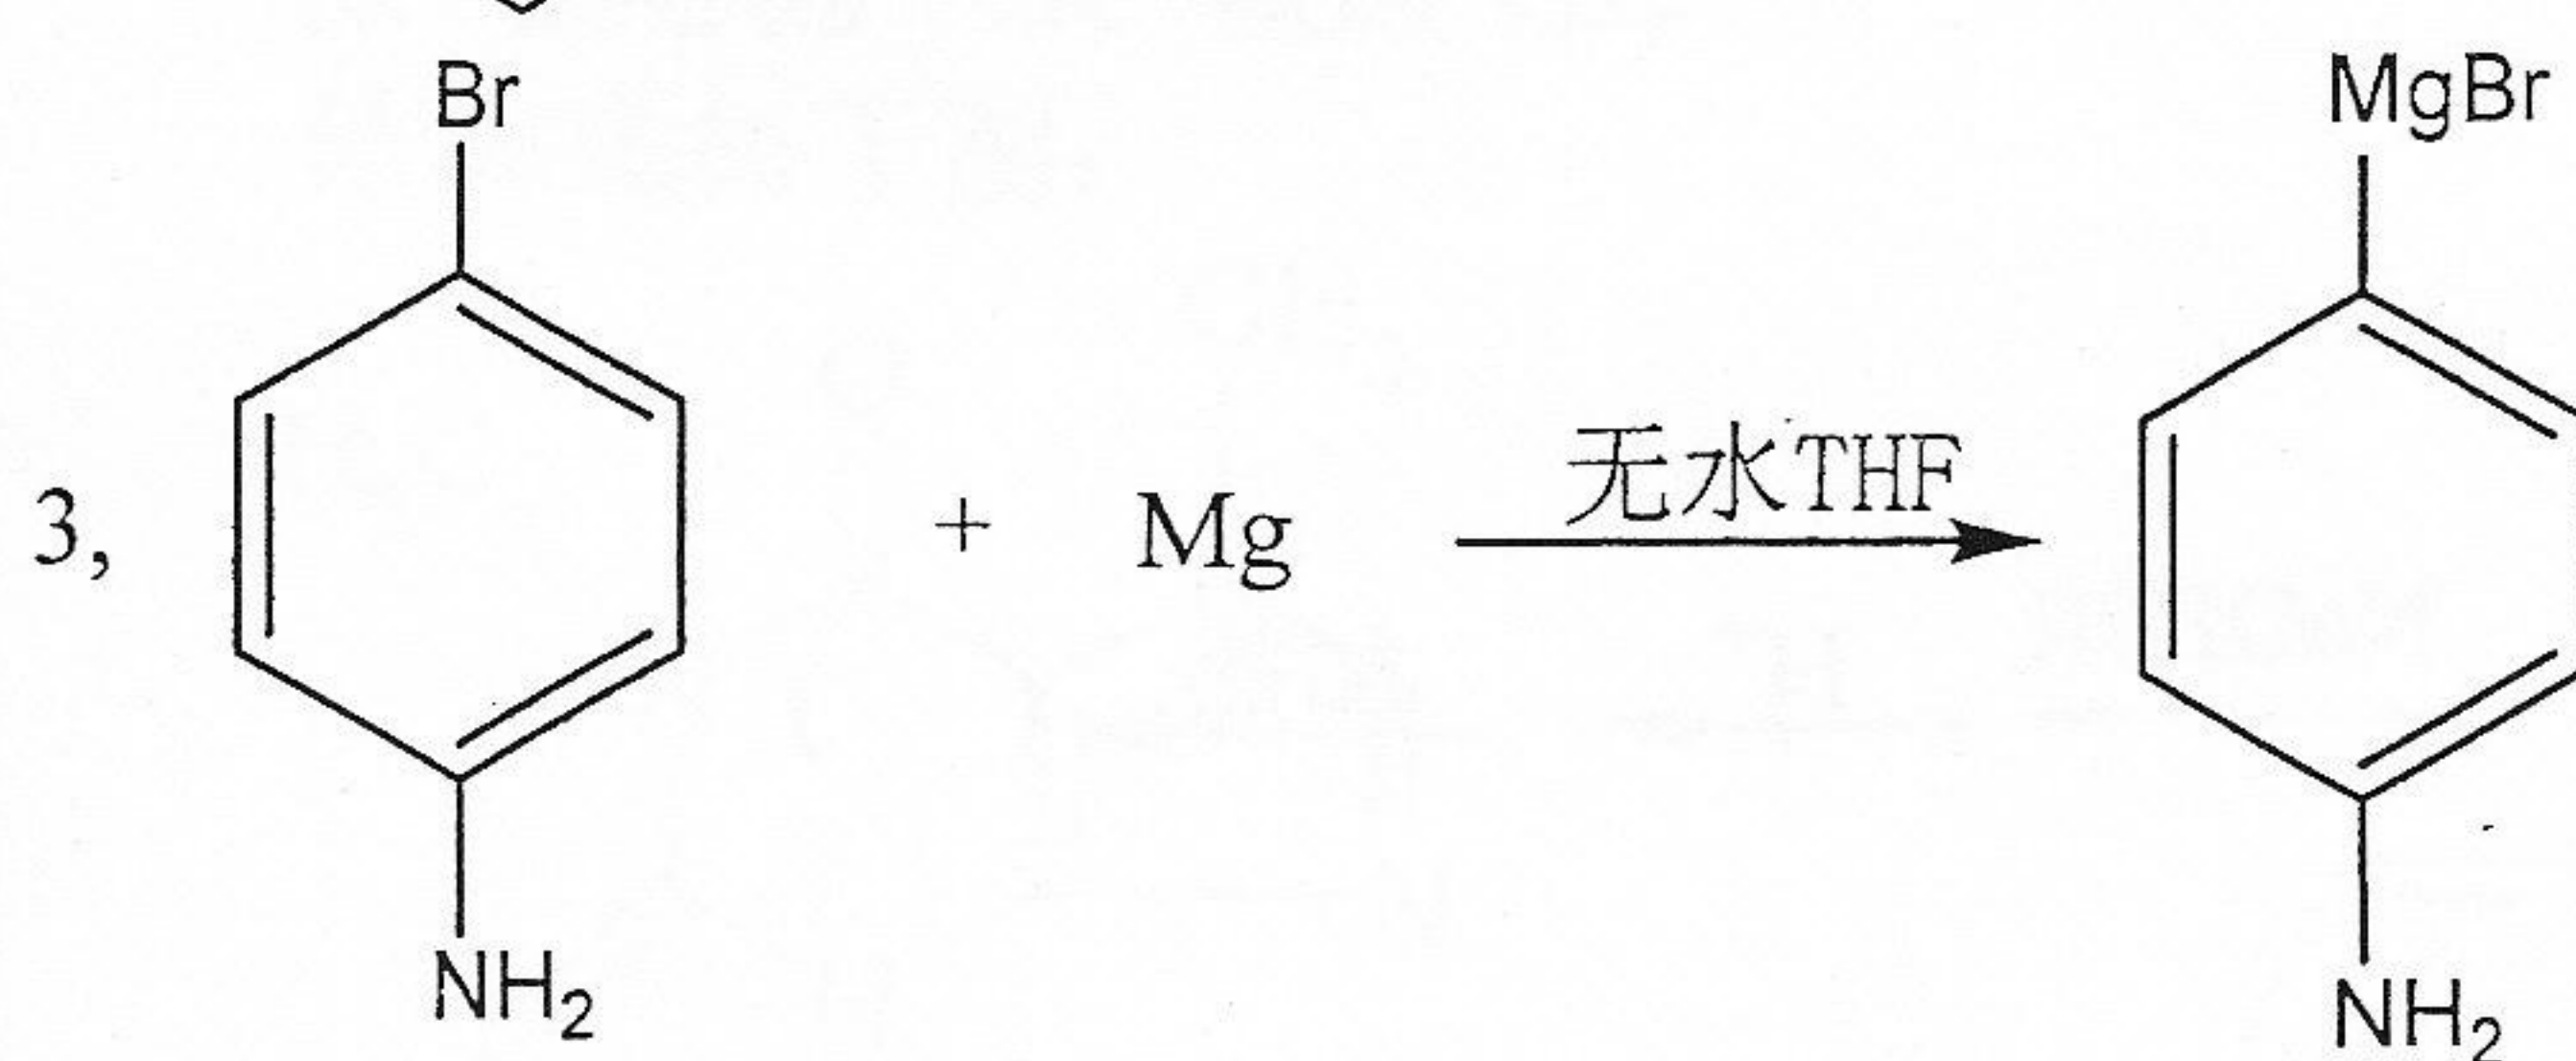 Br
MgBr
无水THF
3,
+ Mg
NH₂
NH₂